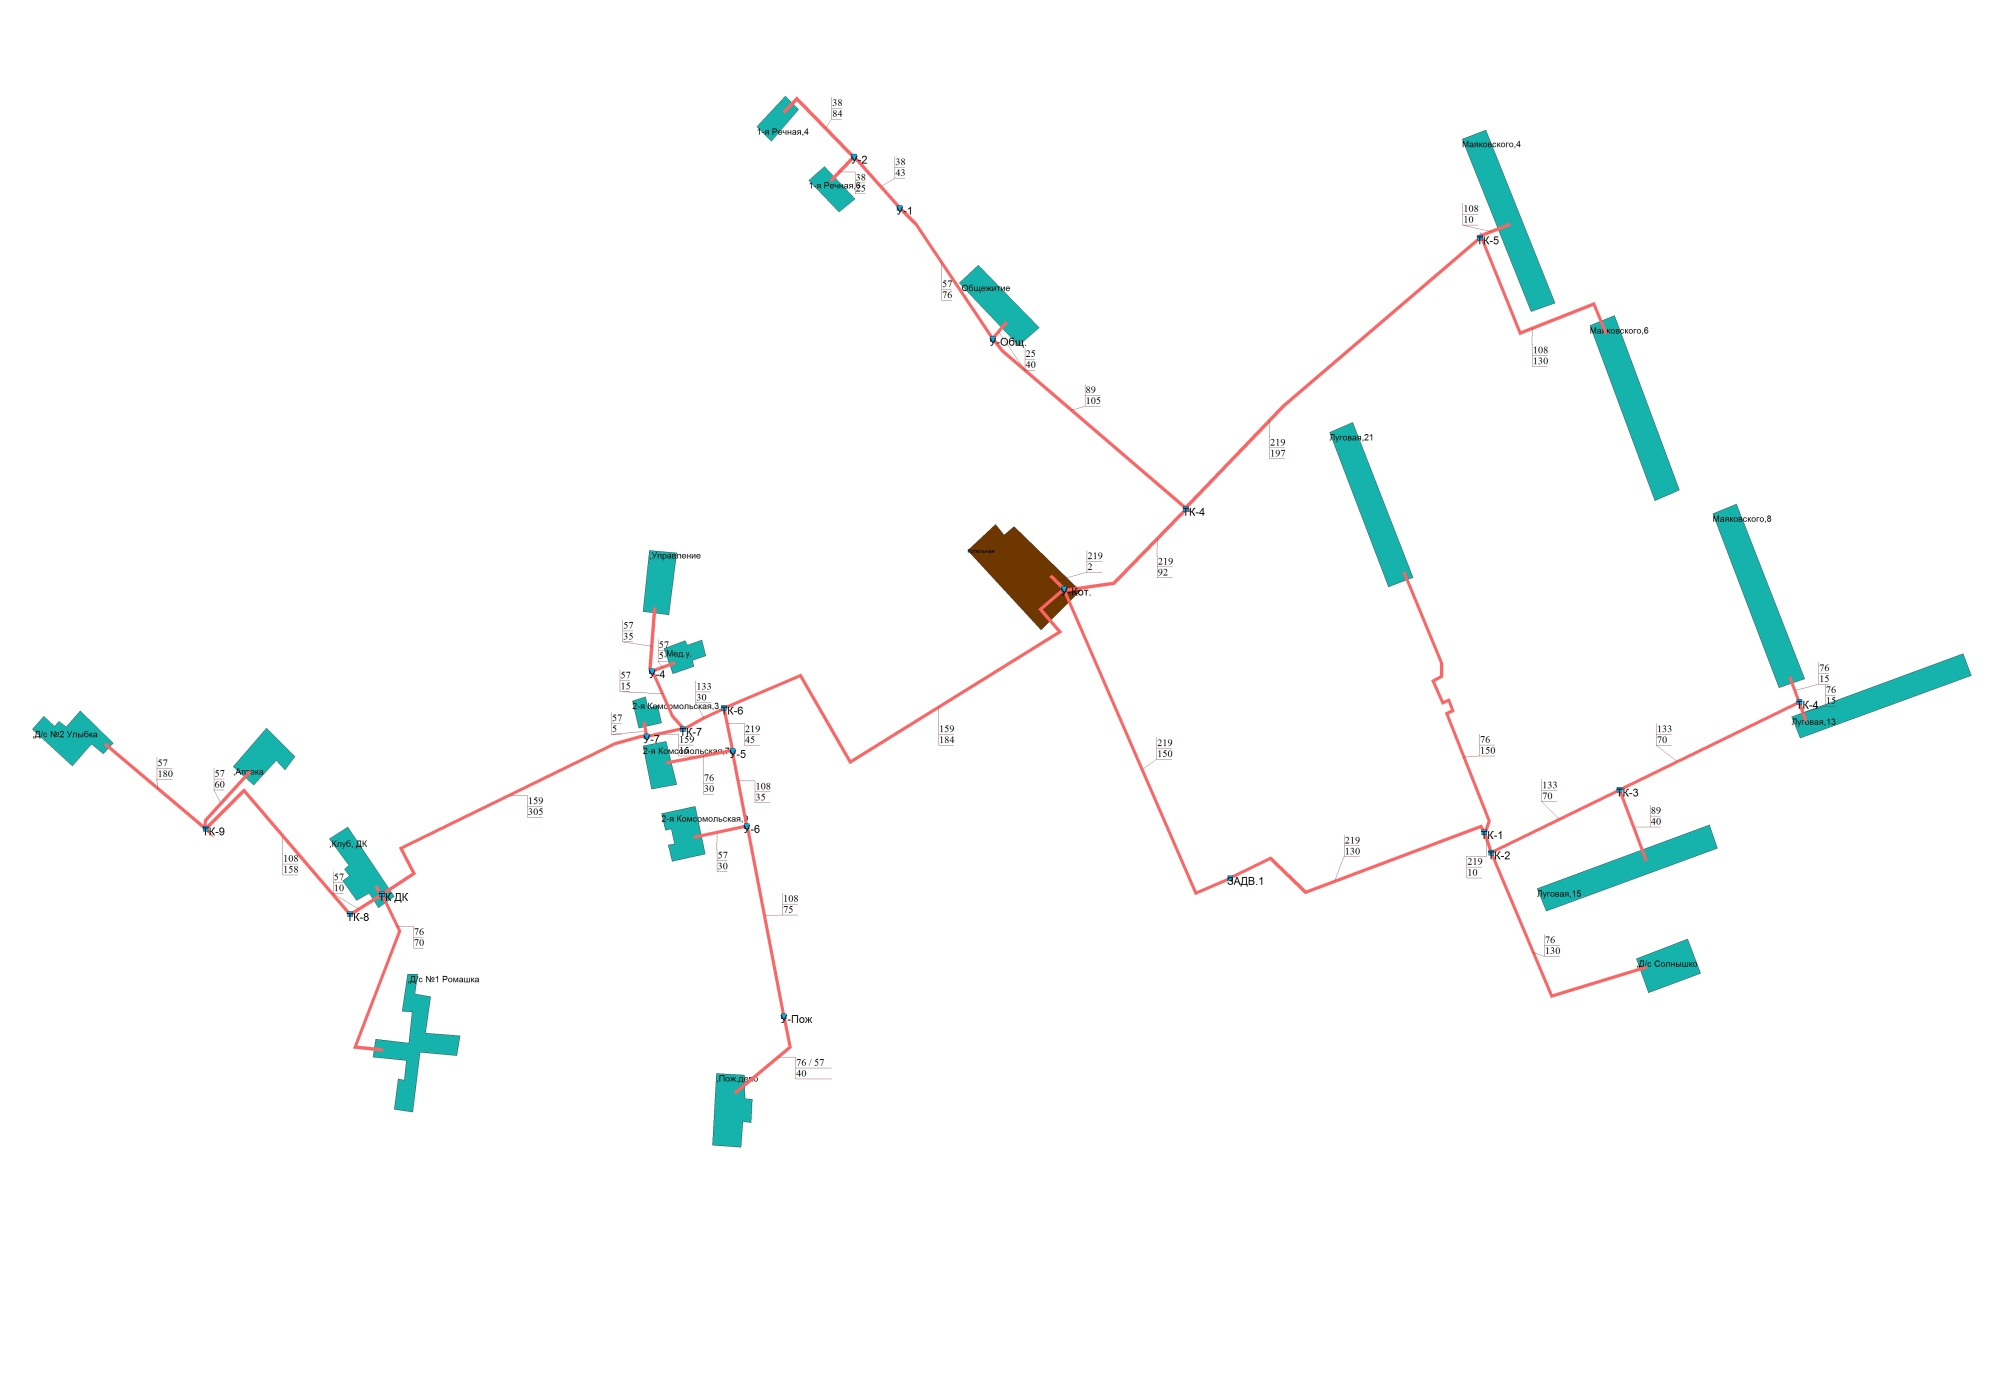 38
84
1-я Речная,4
У-2
38
43
1-я Речная,6
38
25
У-1
Маяковского,4
108
10
ТК-5
57
76
Общежитие
У-Общ.
25
40
Маяковского,6
108
130
89
105
219
197
Луговая,21
ТК-4
Маяковского,8
Котельная
219
2
219
92
У-Кот.
,Управление
57
35
57
5
Мед.у.
У-4
57
15
133
30
2-я Комсомольская,3
ТК-6
57
5
ТК-7
У-7
159
16
219
45
2-я Комсомольская,7
У-5
76
30
108
35
2-я Комсомольская,9
У-6
57
30
159
184
219
150
76
15
76
15
ТК-4
Луговая,13
133
70
76
150
133
70
ТК-3
89
40
ТК-1
ТК-2
219
10
219
130
ЗАДВ.1
Луговая,15
Д/с №2 Улыбка
57
180
57
60
,Аптека
ТК-9
159
305
,Клуб, ДК
108
158
57
10
ТК ДК
ТК-8
76
70
108
75
76
130
,Д/с Солнышко
,Д/с №1 Ромашка
У-Пож
76 / 57
40
,Пож.депо